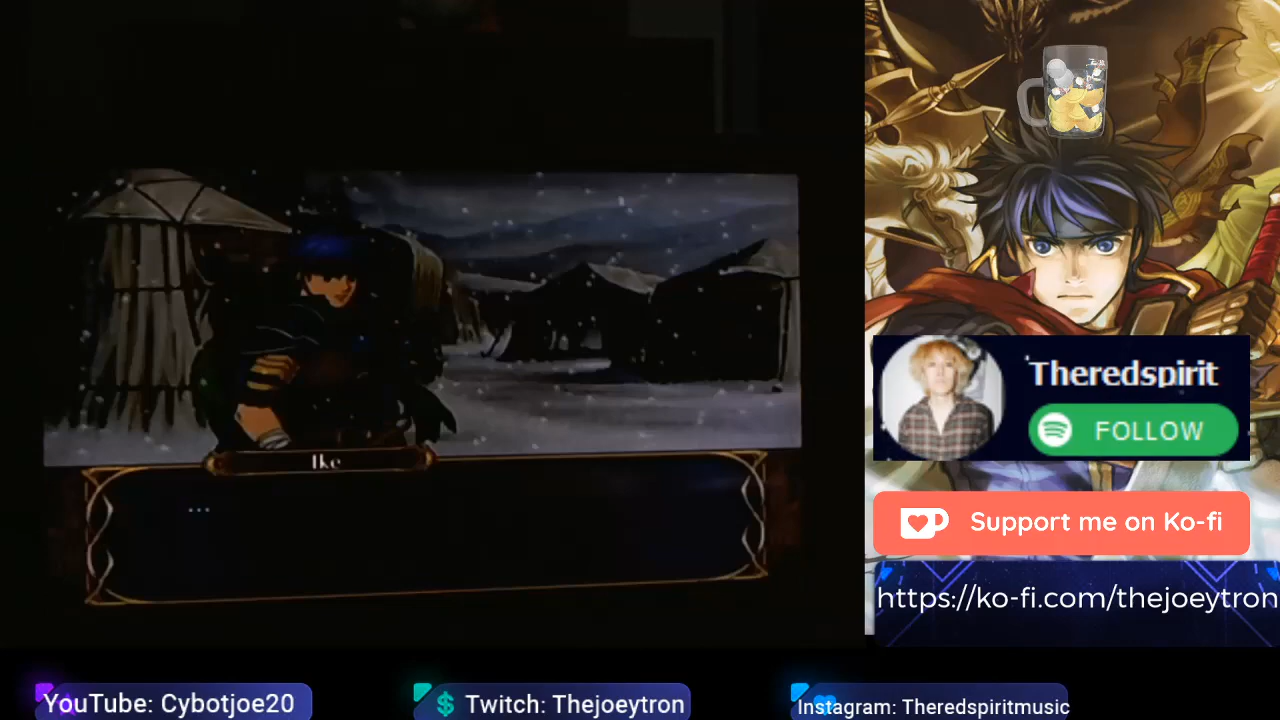 Ike
...
Theredspirit
FOLLOW
Support me on Ko-fi
https://ko-fi.com/thejoeytron
YouTube: Cybotjoe20
$ Twitch: Thejoeytron
Instagram: Theredspiritmusic